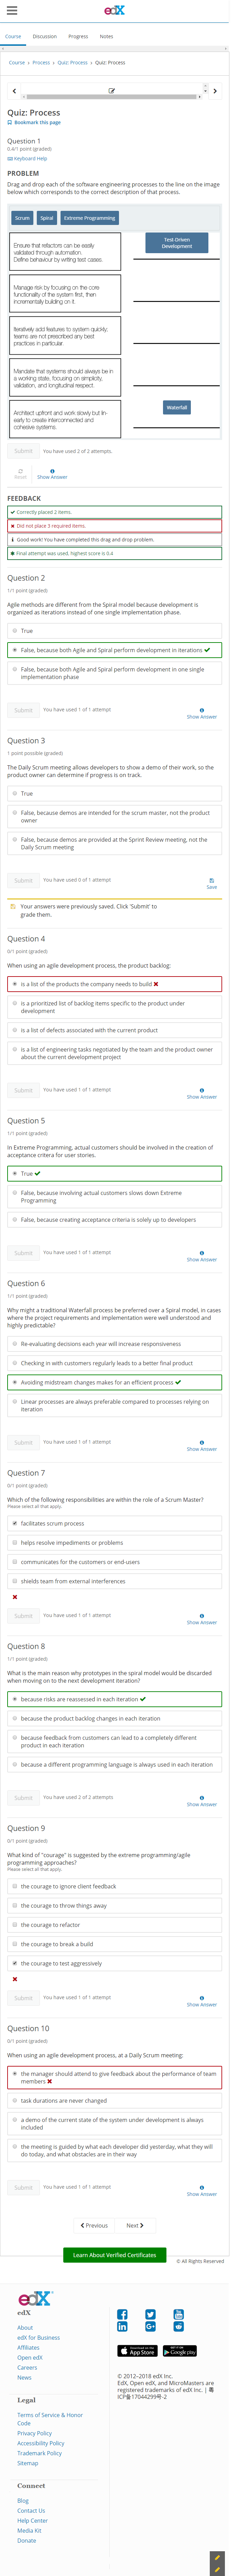 edX
Course
Discussion
Progress
Notes
Course › Process › Quiz: Process › Quiz: Process
Quiz: Process
Bookmark this page
Question 1
0.4/1 point (graded)
Keyboard Help
PROBLEM
Drag and drop each of the software engineering processes to the line on the image
below which corresponds to the correct description of that process.
Scrum
Spiral
Extreme Programming
Test-Driven
Development
Ensure that refactors can be easily
validated through automation.
Define behaviour by writing test cases.
Manage risk by focusing on the core
functionality of the system first, then
incrementally building on it.
Iteratively add features to system quickly;
teams are not prescribed any best
practices in particular.
Mandate that systems should always be in
a working state, focusing on simplicity,
validation, and longitudinal respect.
Waterfall
Architect upfront and work slowly but linearly
to create interconnected and
cohesive systems.
Submit
You have used 2 of 2 attempts.
Reset
Show Answer
FEEDBACK
Correctly placed 2 items.
Did not place 3 required items.
Good work! You have completed this drag and drop problem.
Final attempt was used, highest score is 0.4
Question 2
1/1 point (graded)
Agile methods are different from the Spiral model because development is
organized as iterations instead of one single implementation phase.
True
False, because both Agile and Spiral perform development in iterations
False, because both Agile and Spiral perform development in one single
implementation phase
Submit
You have used 1 of 1 attempt
Show Answer
Question 3
1 point possible (graded)
The Daily Scrum meeting allows developers to show a demo of their work, so the
product owner can determine if progress is on track.
True
False, because demos are intended for the scrum master, not the product
owner
False, because demos are provided at the Sprint Review meeting, not the
Daily Scrum meeting
Submit
You have used 0 of 1 attempt
Save
Your answers were previously saved. Click 'Submit' to
grade them.
Question 4
0/1 point (graded)
When using an agile development process, the product backlog:
is a list of the products the company needs to build
is a prioritized list of backlog items specific to the product under
development
is a list of defects associated with the current product
is a list of engineering tasks negotiated by the team and the product owner
about the current development project
Submit
You have used 1 of 1 attempt
Show Answer
Question 5
1/1 point (graded)
In Extreme Programming, actual customers should be involved in the creation of
acceptance critera for user stories.
True
False, because involving actual customers slows down Extreme
Programming
False, because creating acceptance criteria is solely up to developers
Submit
You have used 1 of 1 attempt
Show Answer
Question 6
1/1 point (graded)
Why might a traditional Waterfall process be preferred over a Spiral model, in cases
where the project requirements and implementation were well understood and
highly predictable?
Re-evaluating decisions each year will increase responsiveness
Checking in with customers regularly leads to a better final product
Avoiding midstream changes makes for an efficient process
Linear processes are always preferable compared to processes relying on
iteration
Submit
You have used 1 of 1 attempt
Show Answer
Question 7
0/1 point (graded)
Which of the following responsibilities are within the role of a Scrum Master?
Please select all that apply.
facilitates scrum process
helps resolve impediments or problems
communicates for the customers or end-users
shields team from external interferences
Submit
You have used 1 of 1 attempt
Show Answer
Question 8
1/1 point (graded)
What is the main reason why prototypes in the spiral model would be discarded
when moving on to the next development iteration?
because risks are reassessed in each iteration
because the product backlog changes in each iteration
because feedback from customers can lead to a completely different
product in each iteration
because a different programming language is always used in each iteration
Submit
You have used 2 of 2 attempts
Show Answer
Question 9
0/1 point (graded)
What kind of "courage" is suggested by the extreme programming/agile
programming approaches?
Please select all that apply.
the courage to ignore client feedback
the courage to throw things away
the courage to refactor
the courage to break a build
the courage to test aggressively
Submit
You have used 1 of 1 attempt
Show Answer
Question 10
0/1 point (graded)
When using an agile development process, at a Daily Scrum meeting:
the manager should attend to give feedback about the performance of team
members
task durations are never changed
a demo of the current state of the system under development is always
included
the meeting is guided by what each developer did yesterday, what they will
do today, and what obstacles are in their way
Submit
You have used 1 of 1 attempt
Show Answer
Previous
Next
Learn About Verified Certificates
© All Rights Reserved
edX
edX
About
edX for Business
Affiliates
Open edX
Careers
News
Legal
Terms of Service & Honor
Code
Privacy Policy
Accessibility Policy
Trademark Policy
Sitemap
Connect
Blog
Contact Us
Help Center
Media Kit
Donate
App Store
Google play
© 2012–2018 edX Inc.
EdX, Open edX, and MicroMasters are
registered trademarks of edX Inc. | 粤
ICP备17044299号-2